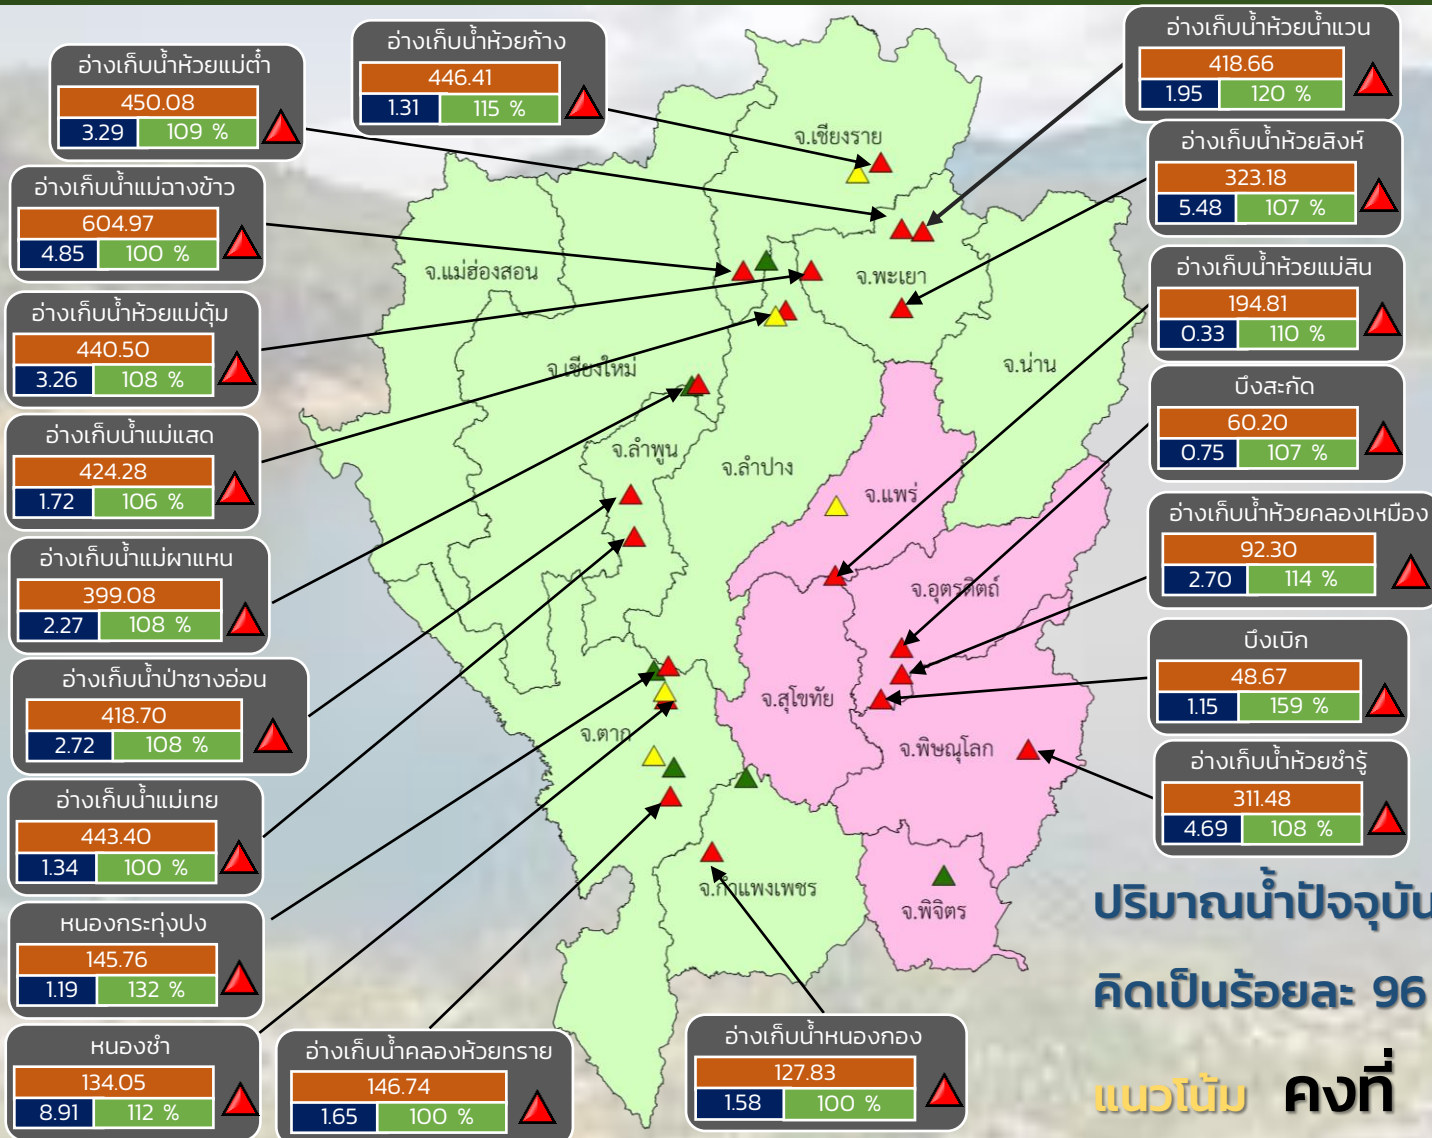 อ่างเก็บน้ำห้วยแม่ต๋ำ
450.08
3.29 109 %
อ่างเก็บน้ำห้วยก้าง
446.41
1.31 115 %
อ่างเก็บน้ำห้วยน้ำแวน
418.66
1.95 120 %
อ่างเก็บน้ำห้วยสิงห์
323.18
5.48 107 %
อ่างเก็บน้ำแม่ฉางข้าว
604.97
4.85 100 %
อ่างเก็บน้ำห้วยแม่สิน
194.81
0.33 110 %
อ่างเก็บน้ำห้วยแม่ตุ้ม
440.50
3.26 108 %
บึงสะกัด
60.20
0.75 107 %
อ่างเก็บน้ำแม่แสด
424.28
1.72 106 %
อ่างเก็บน้ำห้วยคลองเหมือง
92.30
2.70 114 %
อ่างเก็บน้ำแม่ผาแหน
399.08
2.27 108 %
บึงเบิก
48.67
1.15 159 %
อ่างเก็บน้ำป่าซางอ่อน
418.70
2.72 108 %
อ่างเก็บน้ำห้วยซำรู้
311.48
4.69 108 %
อ่างเก็บน้ำแม่เทย
443.40
1.34 100 %
หนองกระทุ่งปง
145.76
1.19 132 %
หนองชำ
134.05
8.91 112 %
อ่างเก็บน้ำคลองห้วยทราย
146.74
1.65 100 %
อ่างเก็บน้ำหนองกอง
127.83
1.58 100 %
จ.เชียงราย
จ.แม่ฮ่องสอน
จ.พะเยา
จ.น่าน
จ.เชียงใหม่
จ.ลำพูน
จ.ลำปาง
จ.แพร่
จ.อุตรดิตถ์
จ.สุโขทัย
จ.ตาก
จ.พิษณุโลก
จ.กำแพงเพชร
จ.พิจิตร
ปริมาณน้ำปัจจุบัน
คิดเป็นร้อยละ 96
แนวโน้ม คงที่